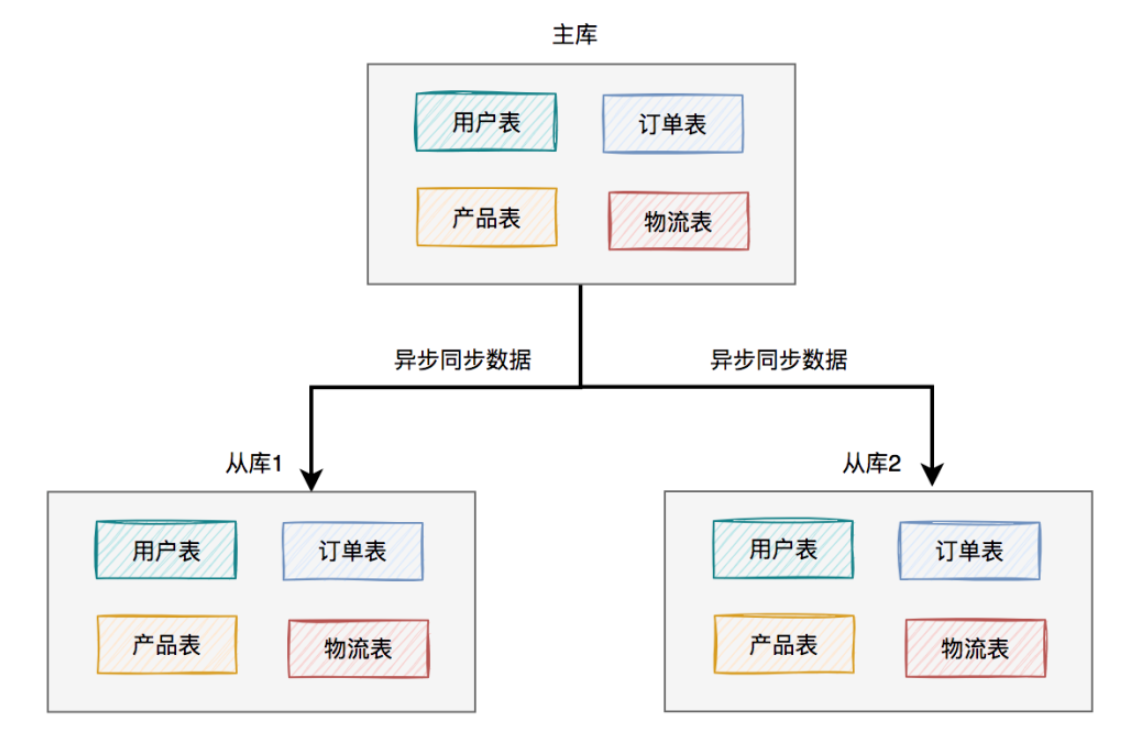 主库
用户表
订单表
产品表
物流表
异步同步数据
异步同步数据
从库1
从库2
用户表
订单表
产品表
物流表
用户表
订单表
产品表
物流表